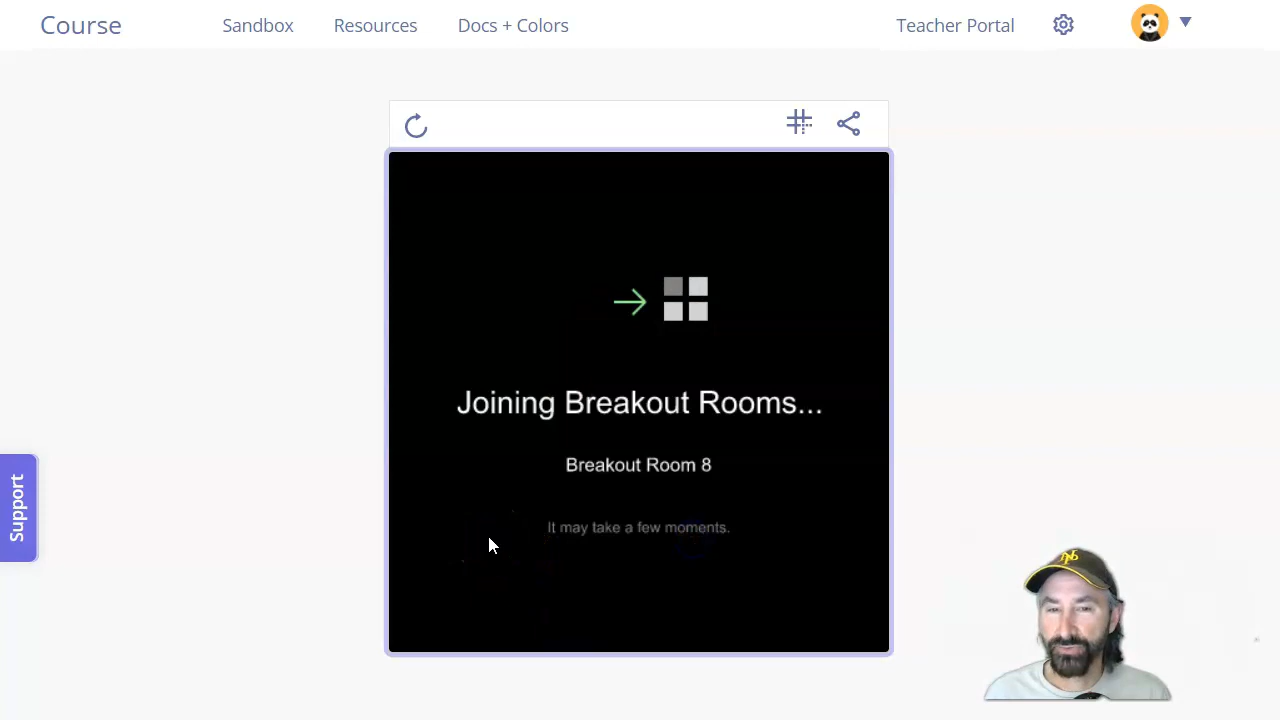 Course
Sandbox
Resources
Docs + Colors
Teacher Portal
Joining Breakout Rooms...
Breakout Room 8
It may take a few moments.
Support